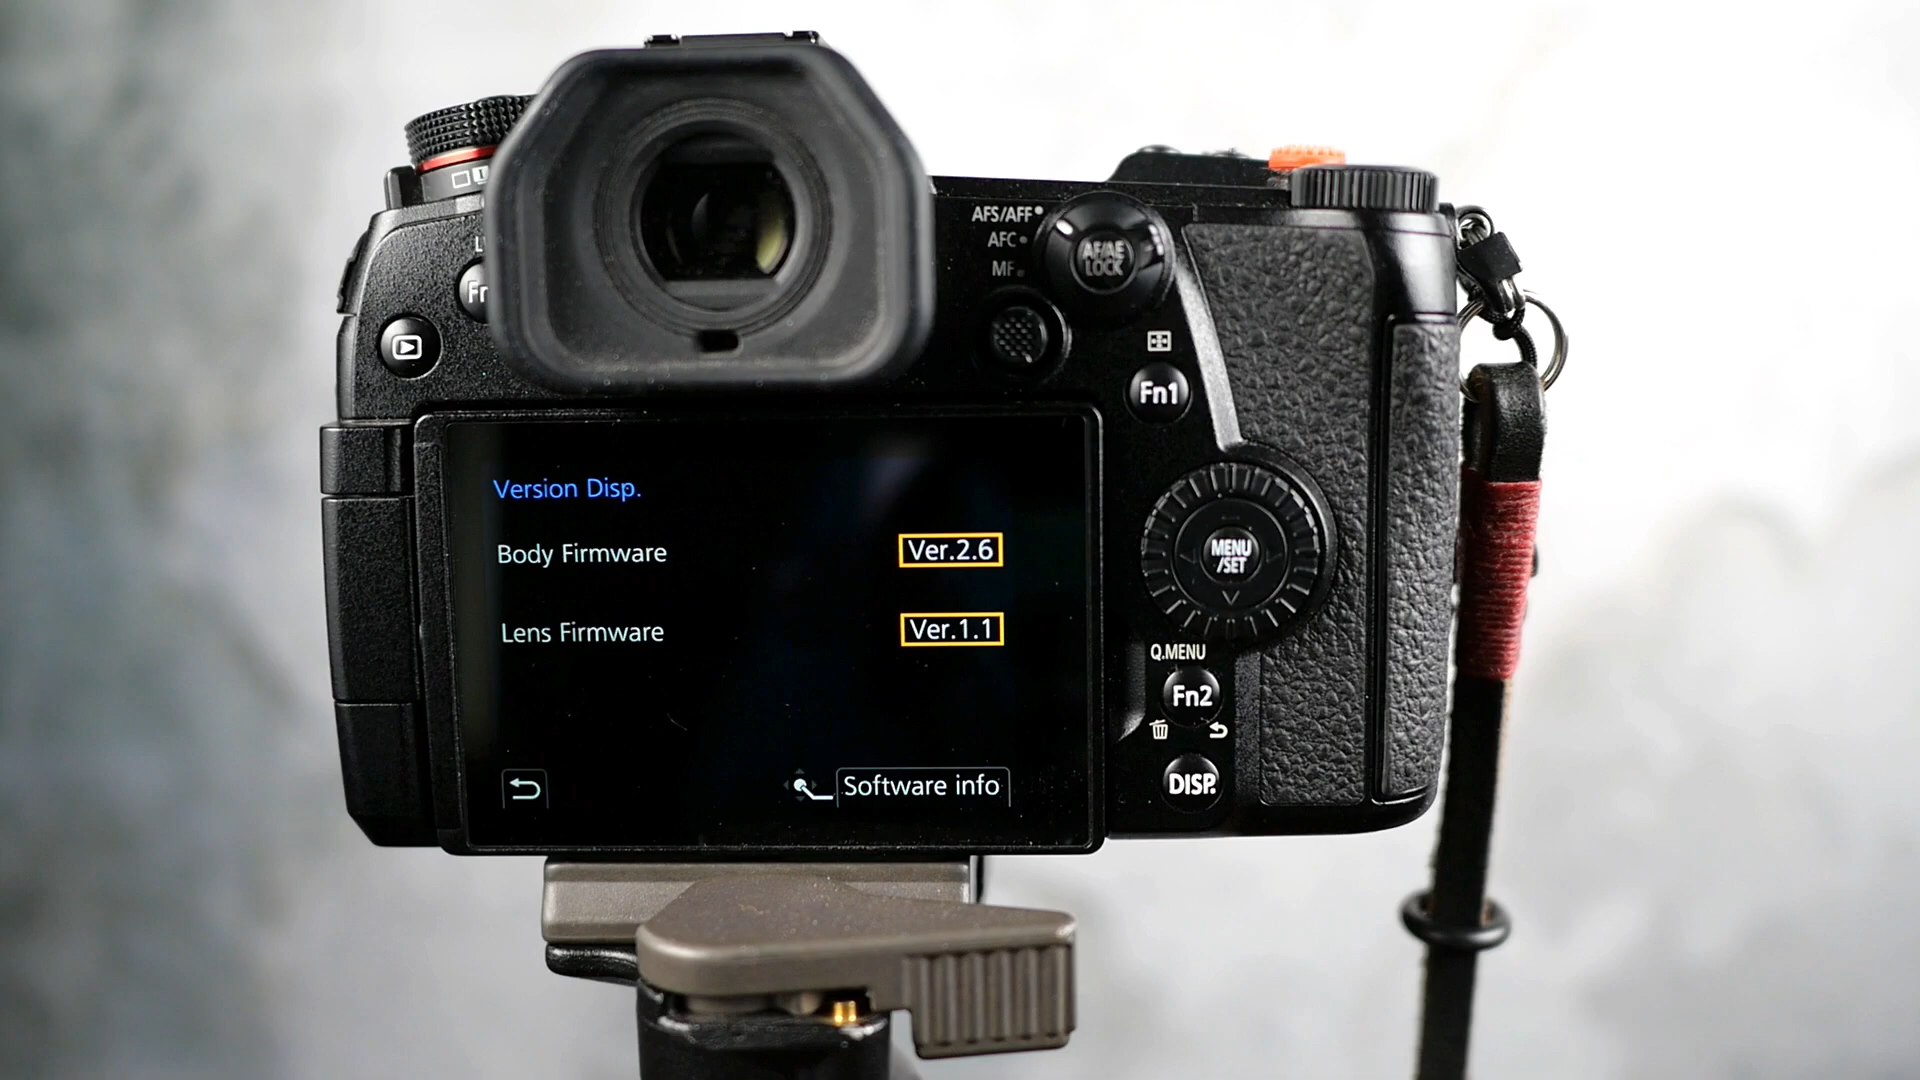 AFS/AFF
AFC
MF
AF/AE
LOCK
Fn1
Version Disp.
Body Firmware Ver.2.6
Lens Firmware Ver.1.1
Software info
MENU
/SET
Q.MENU
Fn2
DISP.